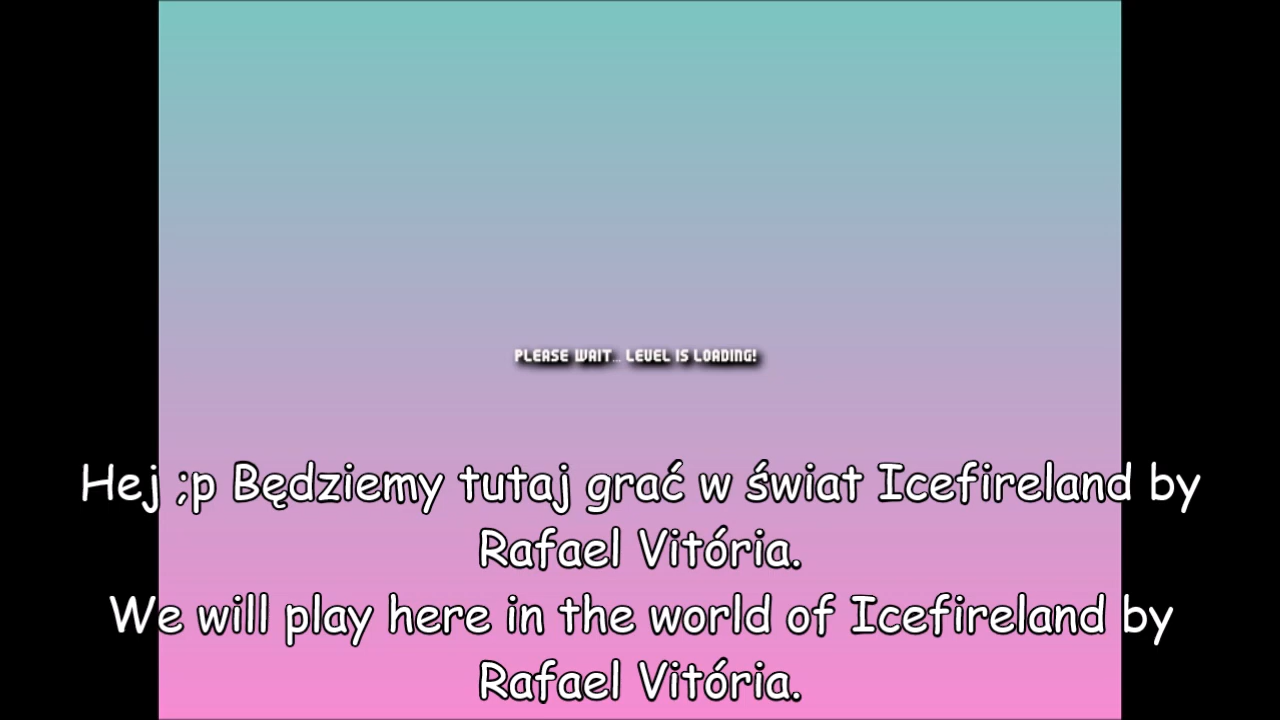 PLEASE WAIT... LEVEL IS LOADING!
Hej ;p Będziemy tutaj grać w świat Icefireland by
Rafael Vitória.
We will play here in the world of Icefireland by
Rafael Vitória.